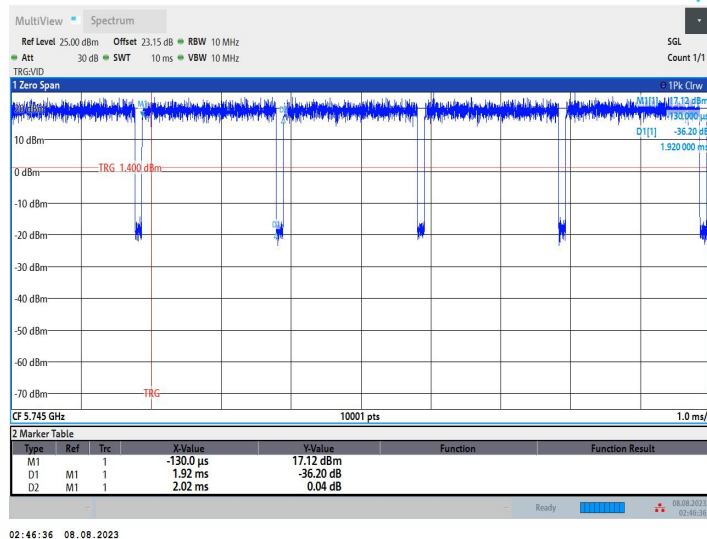 MultiView Spectrum
Ref Level 25.00 dBm Offset 23.15 dB RBW 10 MHz SGL
Att 30 dB SWT 10 ms VBW 10 MHz Count 1/1
TRG:VID
1 Zero Span 1Pk Clrw
20 dBm M1 D2 M1[1] 17.12 dBm
-130.000 µs
10 dBm D1[1] -36.20 dB
1.920 000 ms
0 dBm TRG 1.400 dBm
-10 dBm
-20 dBm D1
-30 dBm
-40 dBm
-50 dBm
-60 dBm
-70 dBm TRG
CF 5.745 GHz 10001 pts 1.0 ms/
2 Marker Table
Type Ref Trc X-Value Y-Value Function Function Result
M1 1 -130.0 µs 17.12 dBm
D1 M1 1 1.92 ms -36.20 dB
D2 M1 1 2.02 ms 0.04 dB
Ready 08.08.2023
02:46:36
02:46:36 08.08.2023